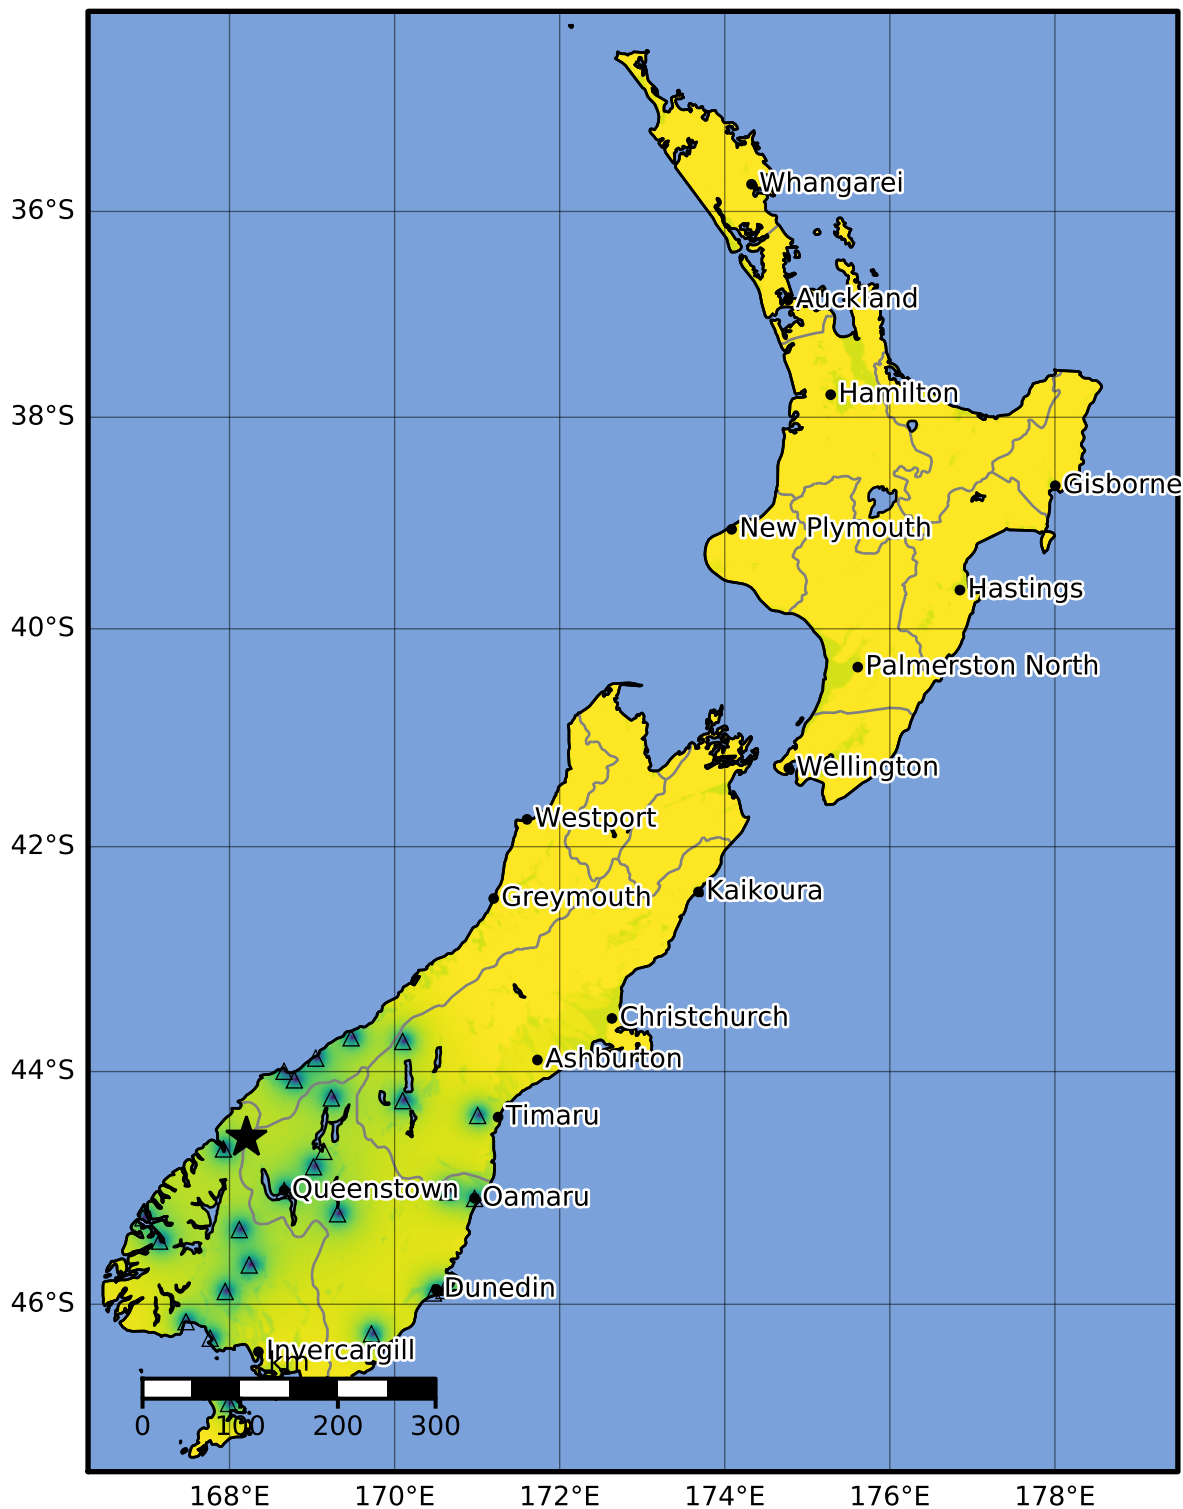 Whangarei
36°S
Auckland
Hamilton
38°S
Gisborne
New Plymouth
Hastings
40°S
Palmerston North
Wellington
Westport
42°S
Kaikoura
Greymouth
Christchurch
Ashburton
44°S
Timaru
Queenstown
Oamaru
Dunedin
46°S
Invercargill
km
0 100 200 300
168°E 170°E 172°E 174°E 176°E 178°E